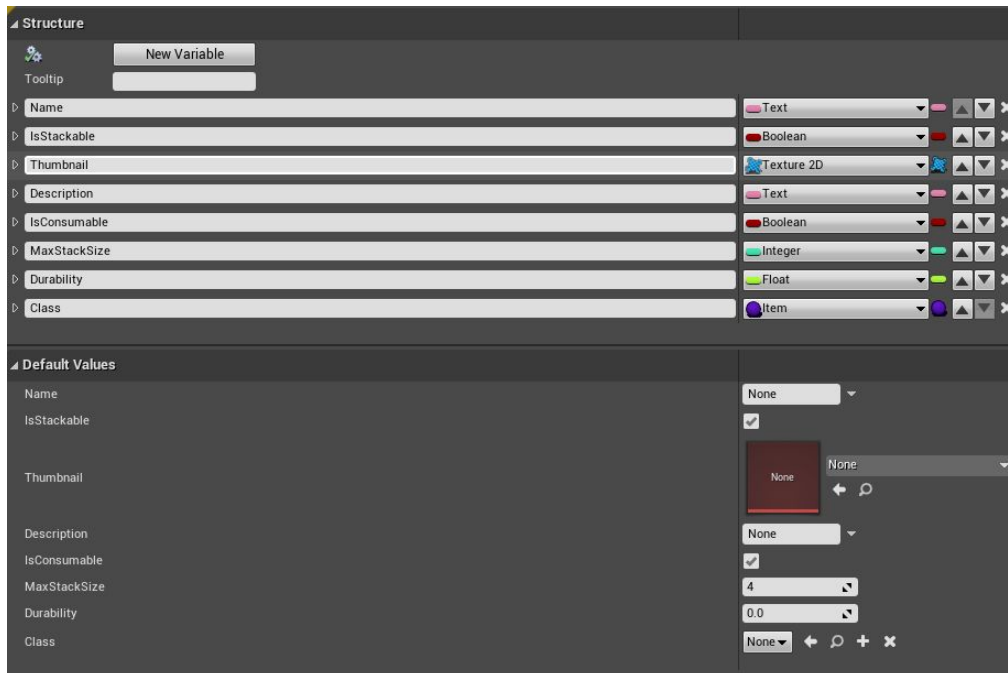 Structure
New Variable
Tooltip
Name Text
IsStackable Boolean
Thumbnail Texture 2D
Description Text
IsConsumable Boolean
MaxStackSize Integer
Durability Float
Class Item
Default Values
Name None
IsStackable
Thumbnail None None
Description None
IsConsumable
MaxStackSize 4
Durability 0.0
Class None